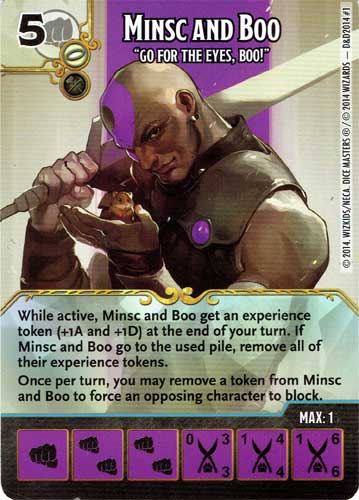 5
MINSC AND BOO
"GO FOR THE EYES, BOO!"
© 2014. WIZKIDS/NECA. DICE MASTERS ® / © 2014 WIZARDS — D&D2014 #1
While active, Minsc and Boo get an experience
token (+1A and +1D) at the end of your turn. If
Minsc and Boo go to the used pile, remove all of
their experience tokens.
Once per turn, you may remove a token from Minsc
and Boo to force an opposing character to block.
MAX: 1
0 3 3
1 4 4
1 6 6